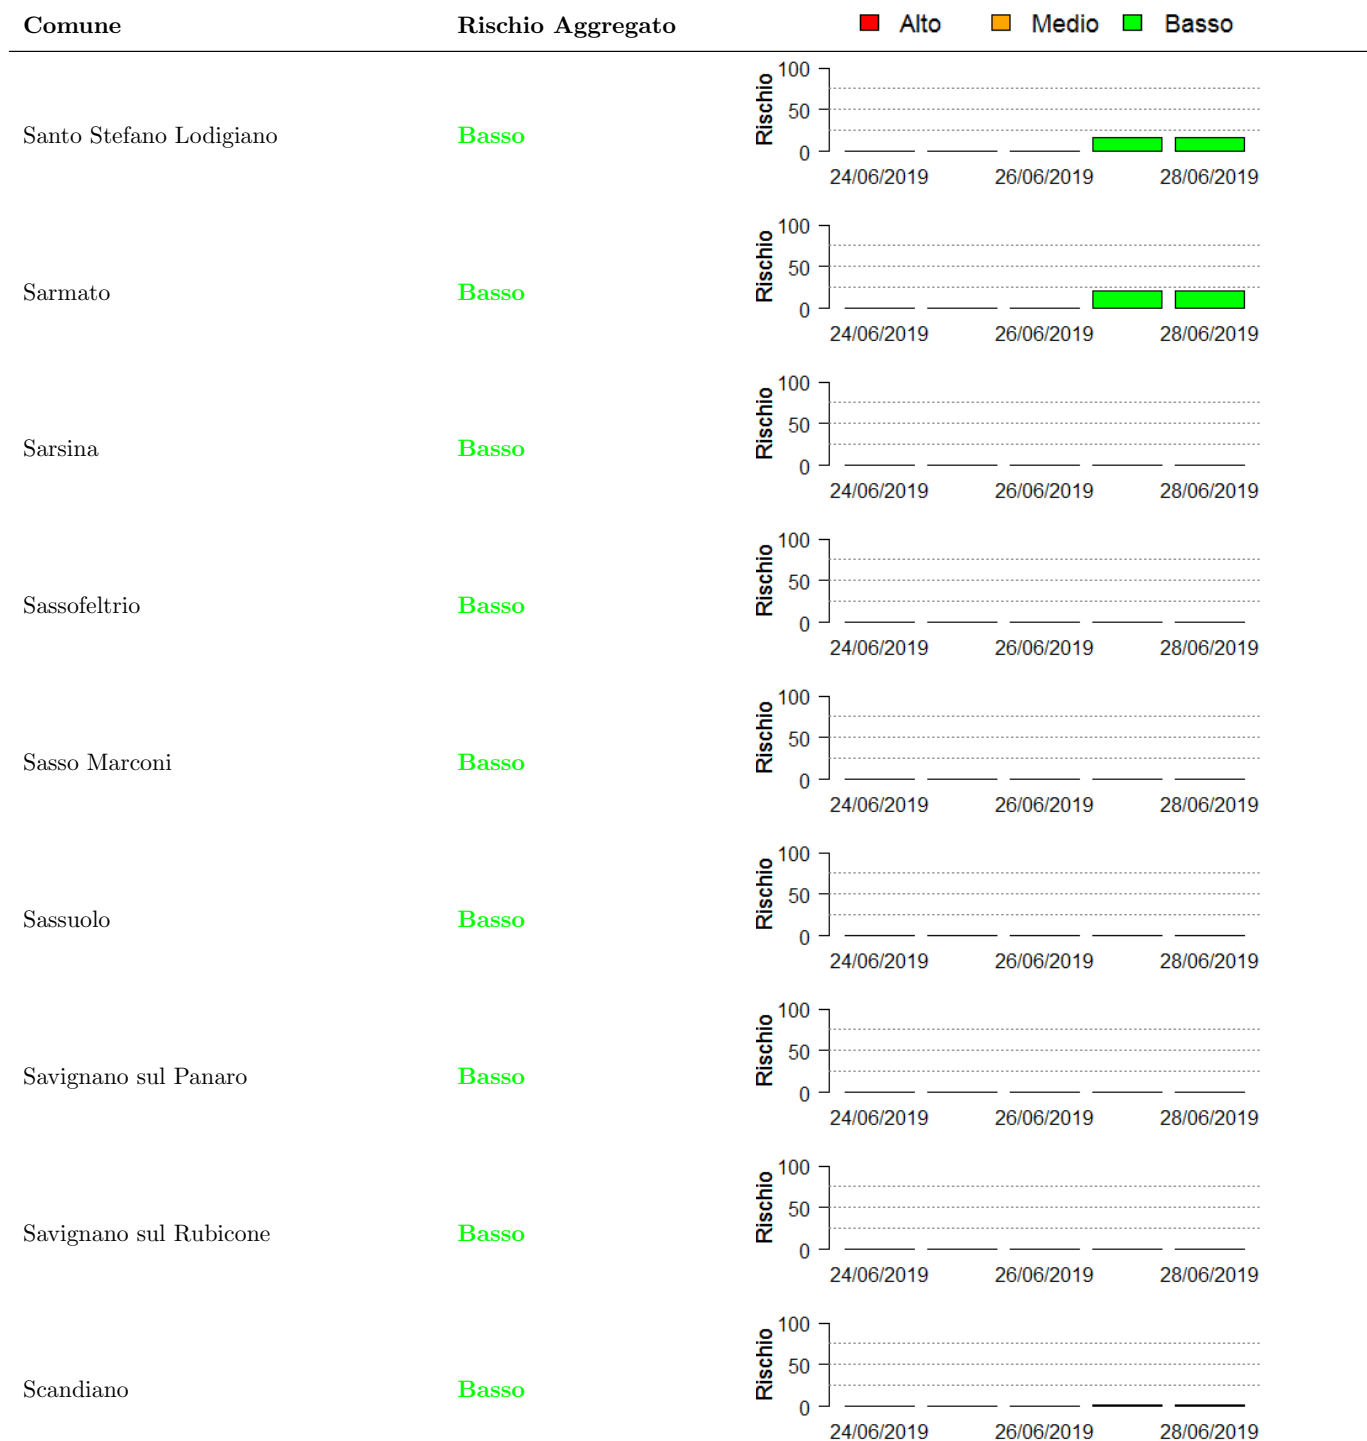 Comune Rischio Aggregato Alto Medio Basso
100
50
0
Rischio
Santo Stefano Lodigiano Basso
24/06/2019 26/06/2019 28/06/2019
100
50
0
Rischio
Sarmato Basso
24/06/2019 26/06/2019 28/06/2019
100
50
0
Rischio
Sarsina Basso
24/06/2019 26/06/2019 28/06/2019
100
50
0
Rischio
Sassofeltrio Basso
24/06/2019 26/06/2019 28/06/2019
100
50
0
Rischio
Sasso Marconi Basso
24/06/2019 26/06/2019 28/06/2019
100
50
0
Rischio
Sassuolo Basso
24/06/2019 26/06/2019 28/06/2019
100
50
0
Rischio
Savignano sul Panaro Basso
24/06/2019 26/06/2019 28/06/2019
100
50
0
Rischio
Savignano sul Rubicone Basso
24/06/2019 26/06/2019 28/06/2019
100
50
0
Rischio
Scandiano Basso
24/06/2019 26/06/2019 28/06/2019